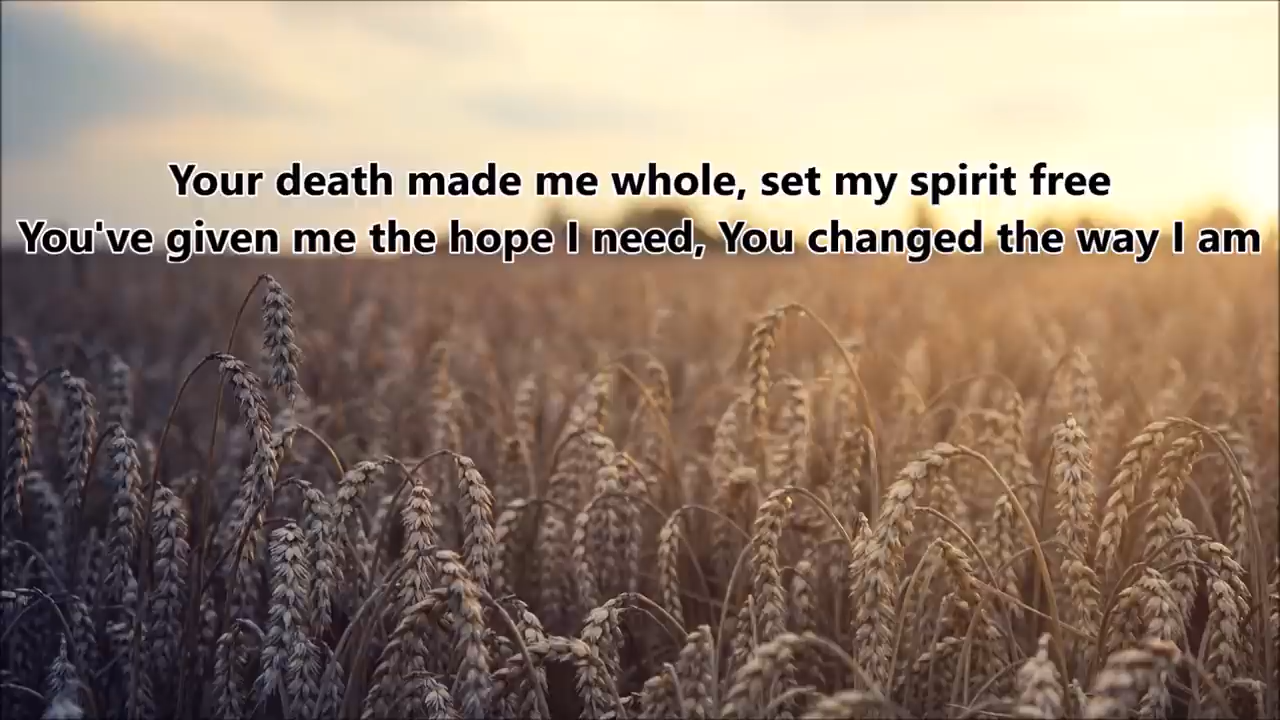 Your death made me whole, set my spirit free
You've given me the hope I need, You changed the way I am